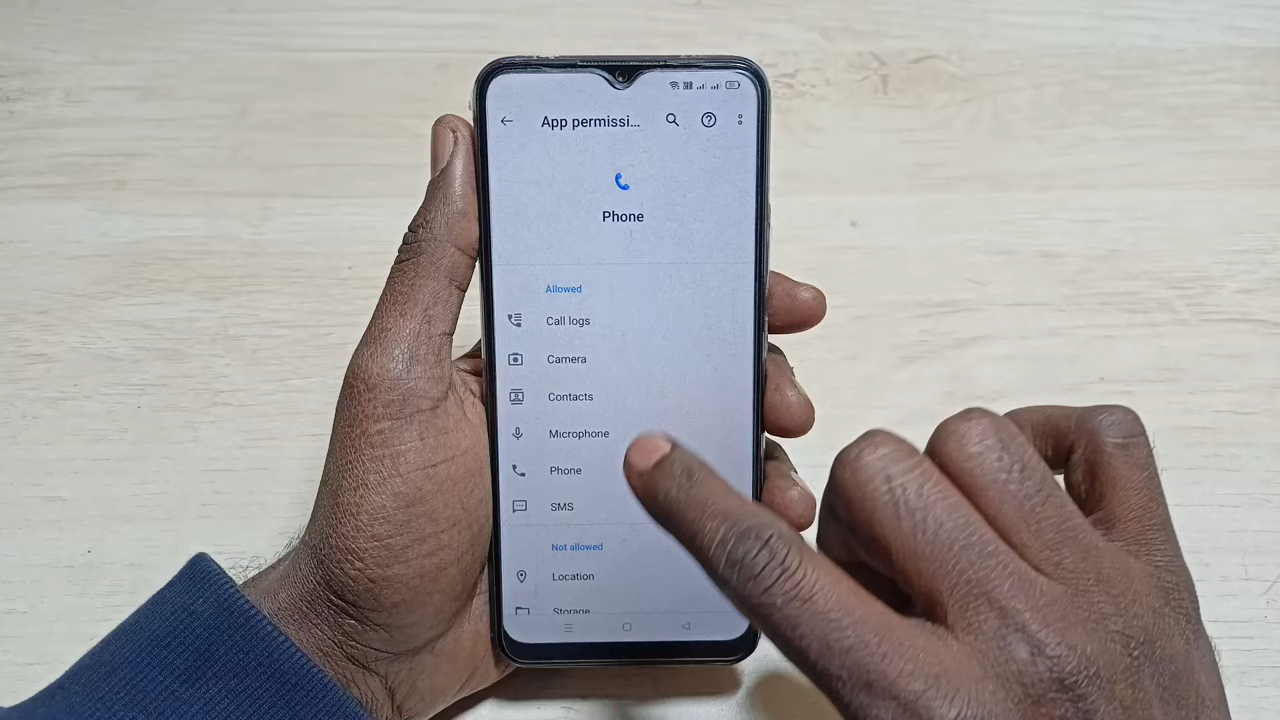 App permissi...
Phone
Allowed
Call logs
Camera
Contacts
Microphone
Phone
SMS
Not allowed
Location
Storage